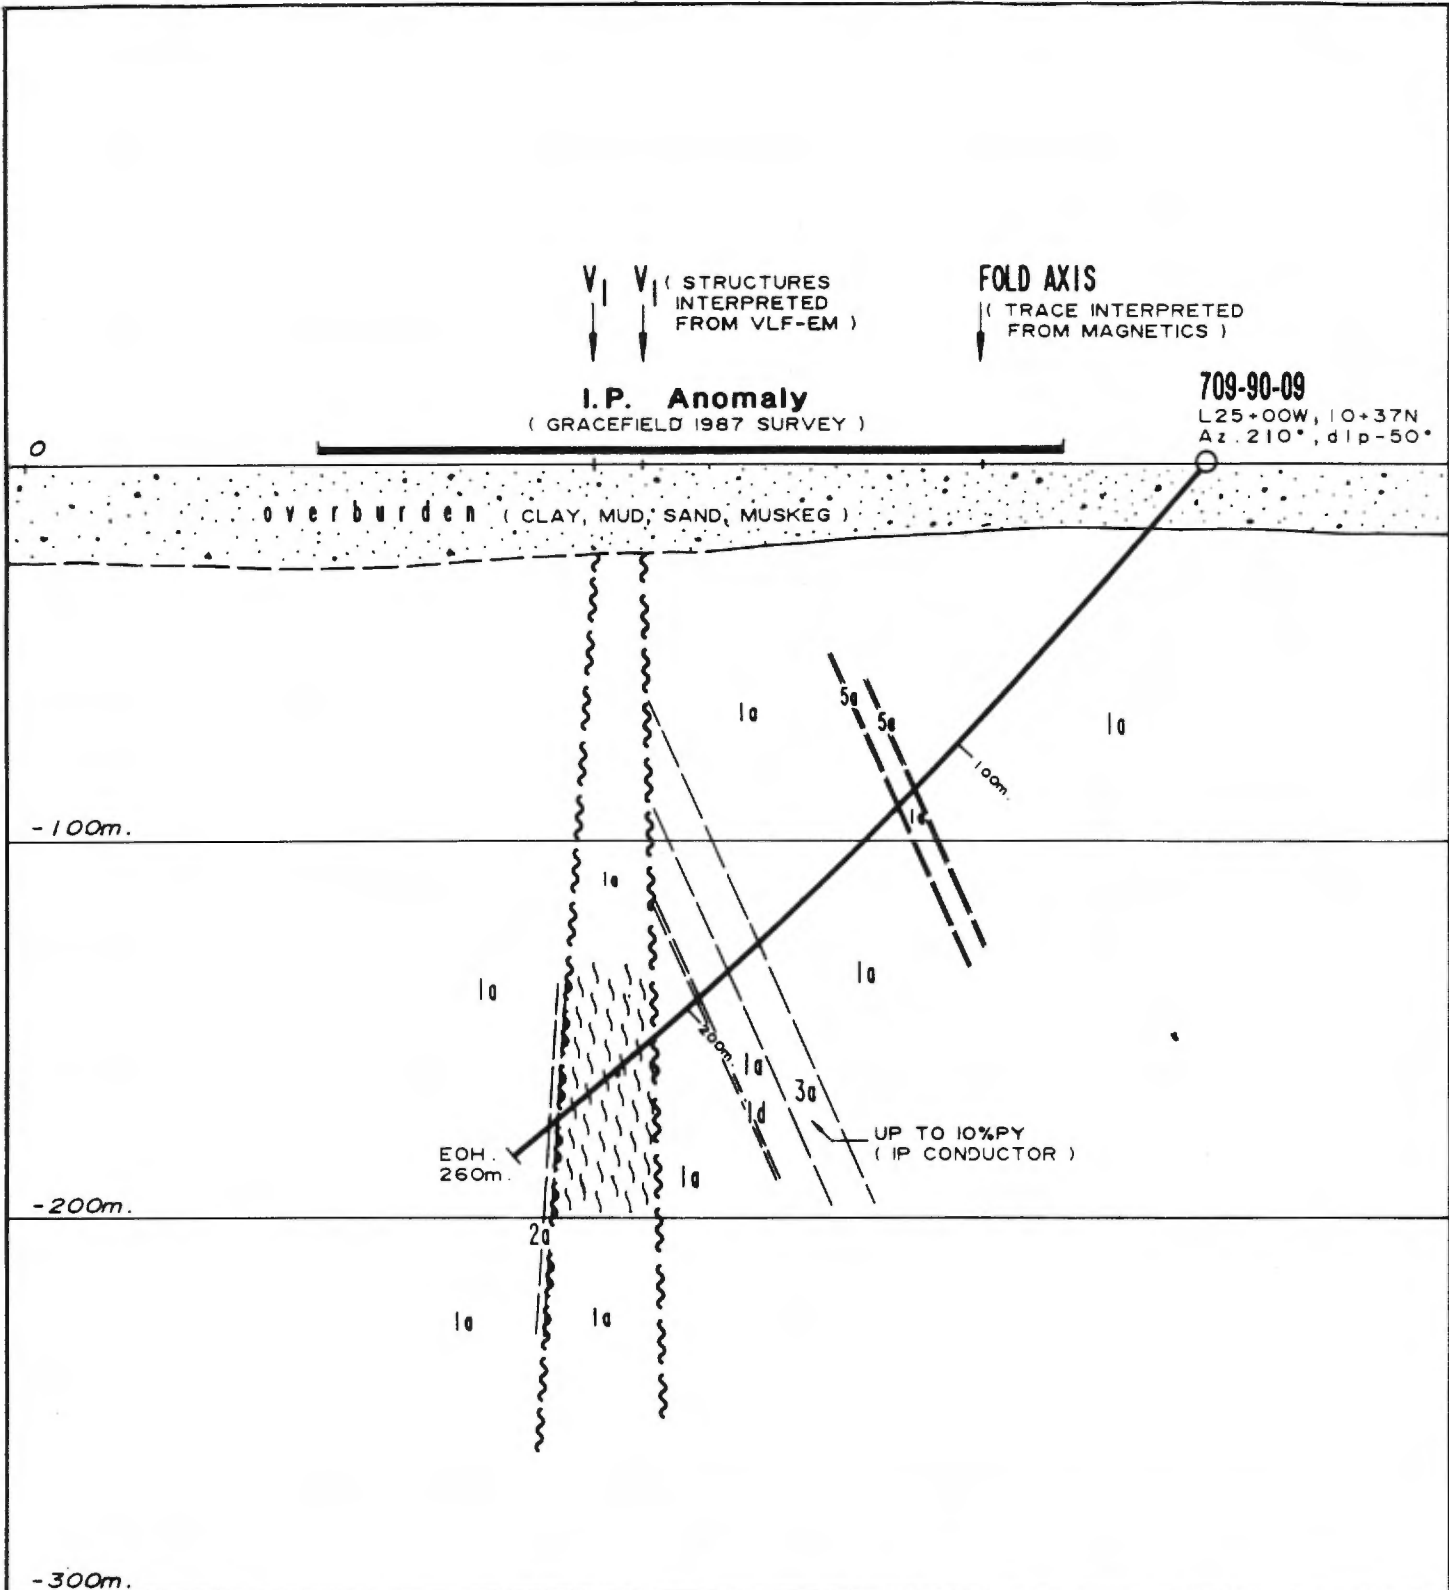 V| V| ( STRUCTURES
INTERPRETED
FROM VLF-EM )
FOLD AXIS
( TRACE INTERPRETED
FROM MAGNETICS )
I.P. Anomaly
( GRACEFIELD 1987 SURVEY )
709-90-09
L25+00W, 10+37N
Az. 210°, dip-50°
0
overburden ( CLAY, MUD, SAND, MUSKEG )
5a
5a
1a
1a
100m.
1a
-100m.
1a
1a
1a
200m.
1a
3a
1d
UP TO 10%PY
( IP CONDUCTOR )
EOH.
260m.
1a
-200m.
2a
1a
1a
-300m.